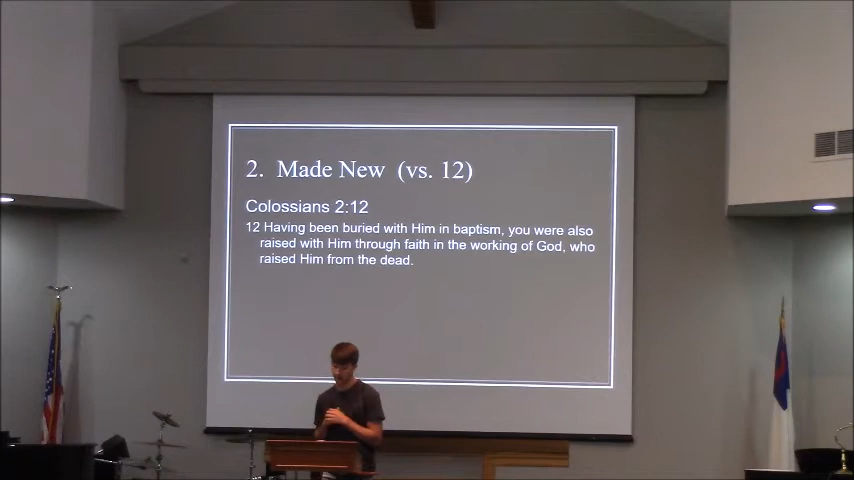 2. Made New (vs. 12)
Colossians 2:12
12 Having been buried with Him in baptism, you were also
raised with Him through faith in the working of God, who
raised Him from the dead.